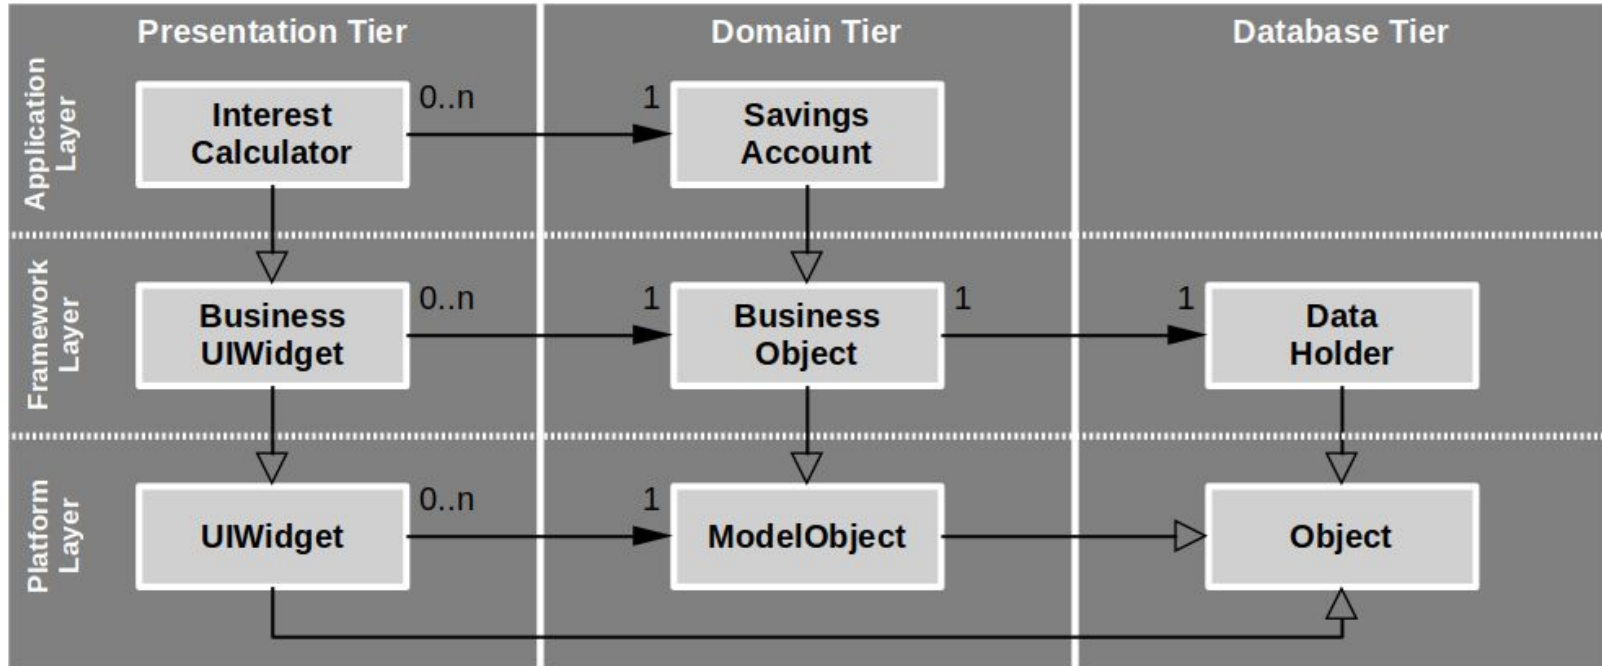 Presentation Tier
Domain Tier
Database Tier
Application
Layer
Interest
Calculator
0..n
1
Savings
Account
Framework
Layer
Business
UIWidget
0..n
1
Business
Object
1
1
Data
Holder
Platform
Layer
UIWidget
0..n
1
ModelObject
Object